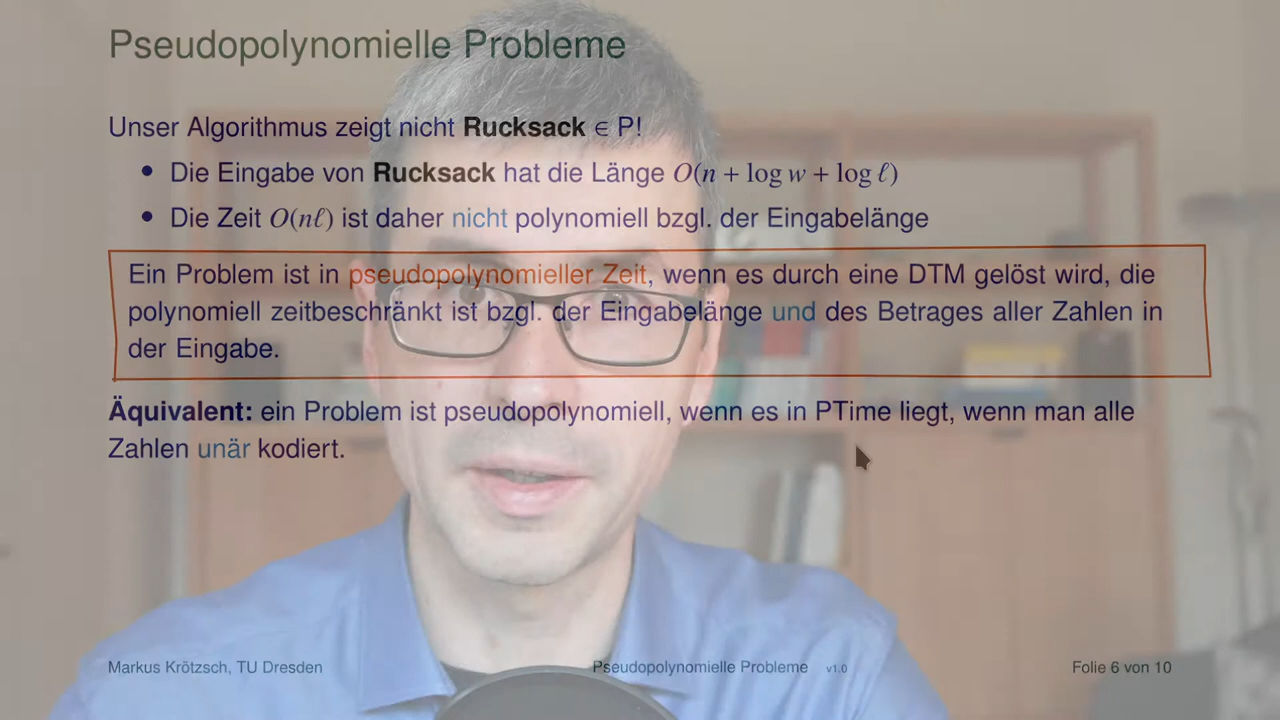 Pseudopolynomielle Probleme
Unser Algorithmus zeigt nicht Rucksack ∈ P!
• Die Eingabe von Rucksack hat die Länge O(n + log w + log ℓ)
• Die Zeit O(nℓ) ist daher nicht polynomiell bzgl. der Eingabelänge
Ein Problem ist in pseudopolynomieller Zeit, wenn es durch eine DTM gelöst wird, die
polynomiell zeitbeschränkt ist bzgl. der Eingabelänge und des Betrages aller Zahlen in
der Eingabe.
Äquivalent: ein Problem ist pseudopolynomiell, wenn es in PTime liegt, wenn man alle
Zahlen unär kodiert.
Markus Krötzsch, TU Dresden Pseudopolynomielle Probleme v1.0 Folie 6 von 10